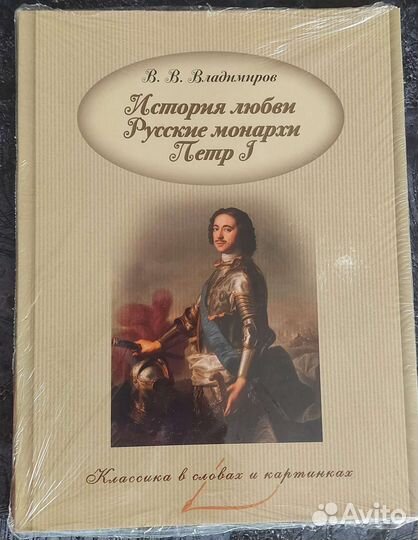 В. В. Владимиров
История любви
Русские монархи
Петр I
Классика в словах и картинках
Avito